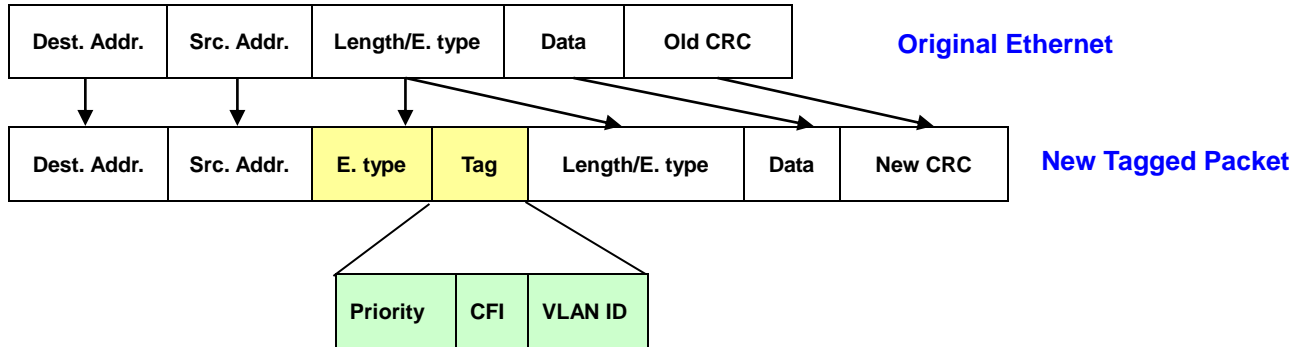 Dest. Addr. Src. Addr. Length/E. type Data Old CRC Original Ethernet
Dest. Addr. Src. Addr. E. type Tag Length/E. type Data New CRC New Tagged Packet
Priority CFI VLAN ID